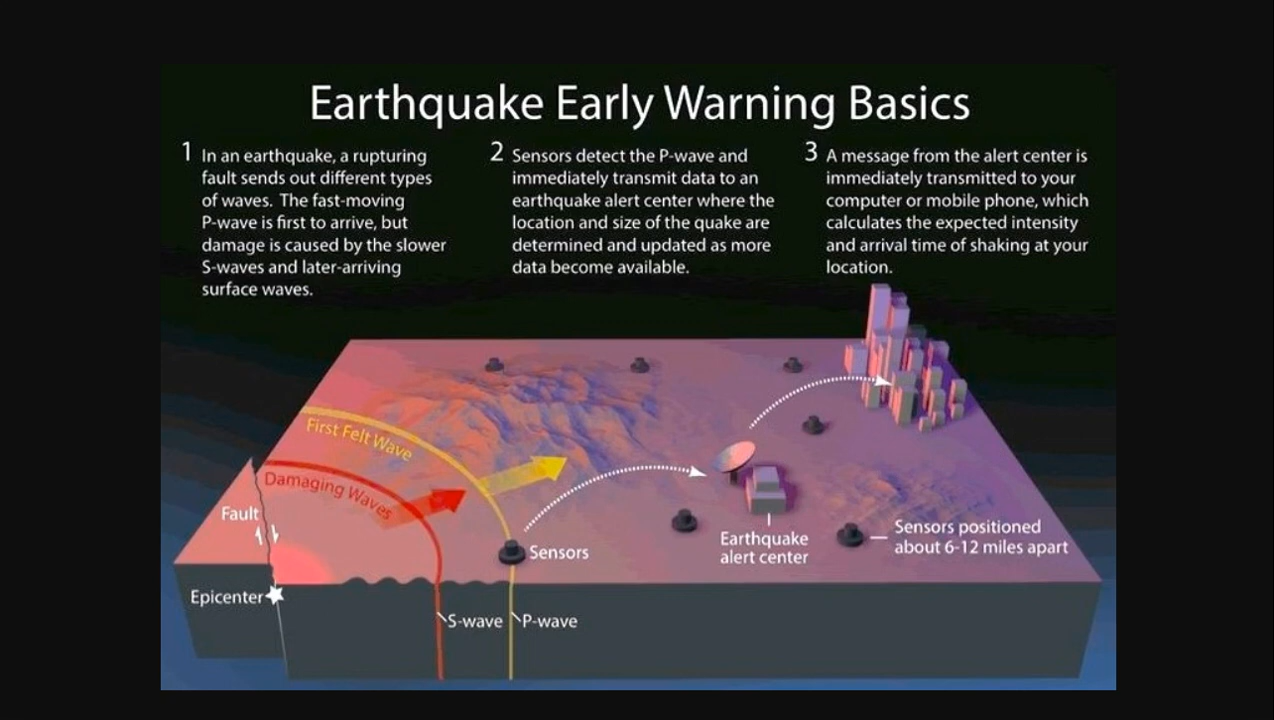 Earthquake Early Warning Basics
1 In an earthquake, a rupturing
fault sends out different types
of waves. The fast-moving
P-wave is first to arrive, but
damage is caused by the slower
S-waves and later-arriving
surface waves.
2 Sensors detect the P-wave and
immediately transmit data to an
earthquake alert center where the
location and size of the quake are
determined and updated as more
data become available.
3 A message from the alert center is
immediately transmitted to your
computer or mobile phone, which
calculates the expected intensity
and arrival time of shaking at your
location.
First Felt Wave
Damaging Waves
Fault
Sensors
Earthquake
alert center
Sensors positioned
about 6-12 miles apart
Epicenter
S-wave
P-wave